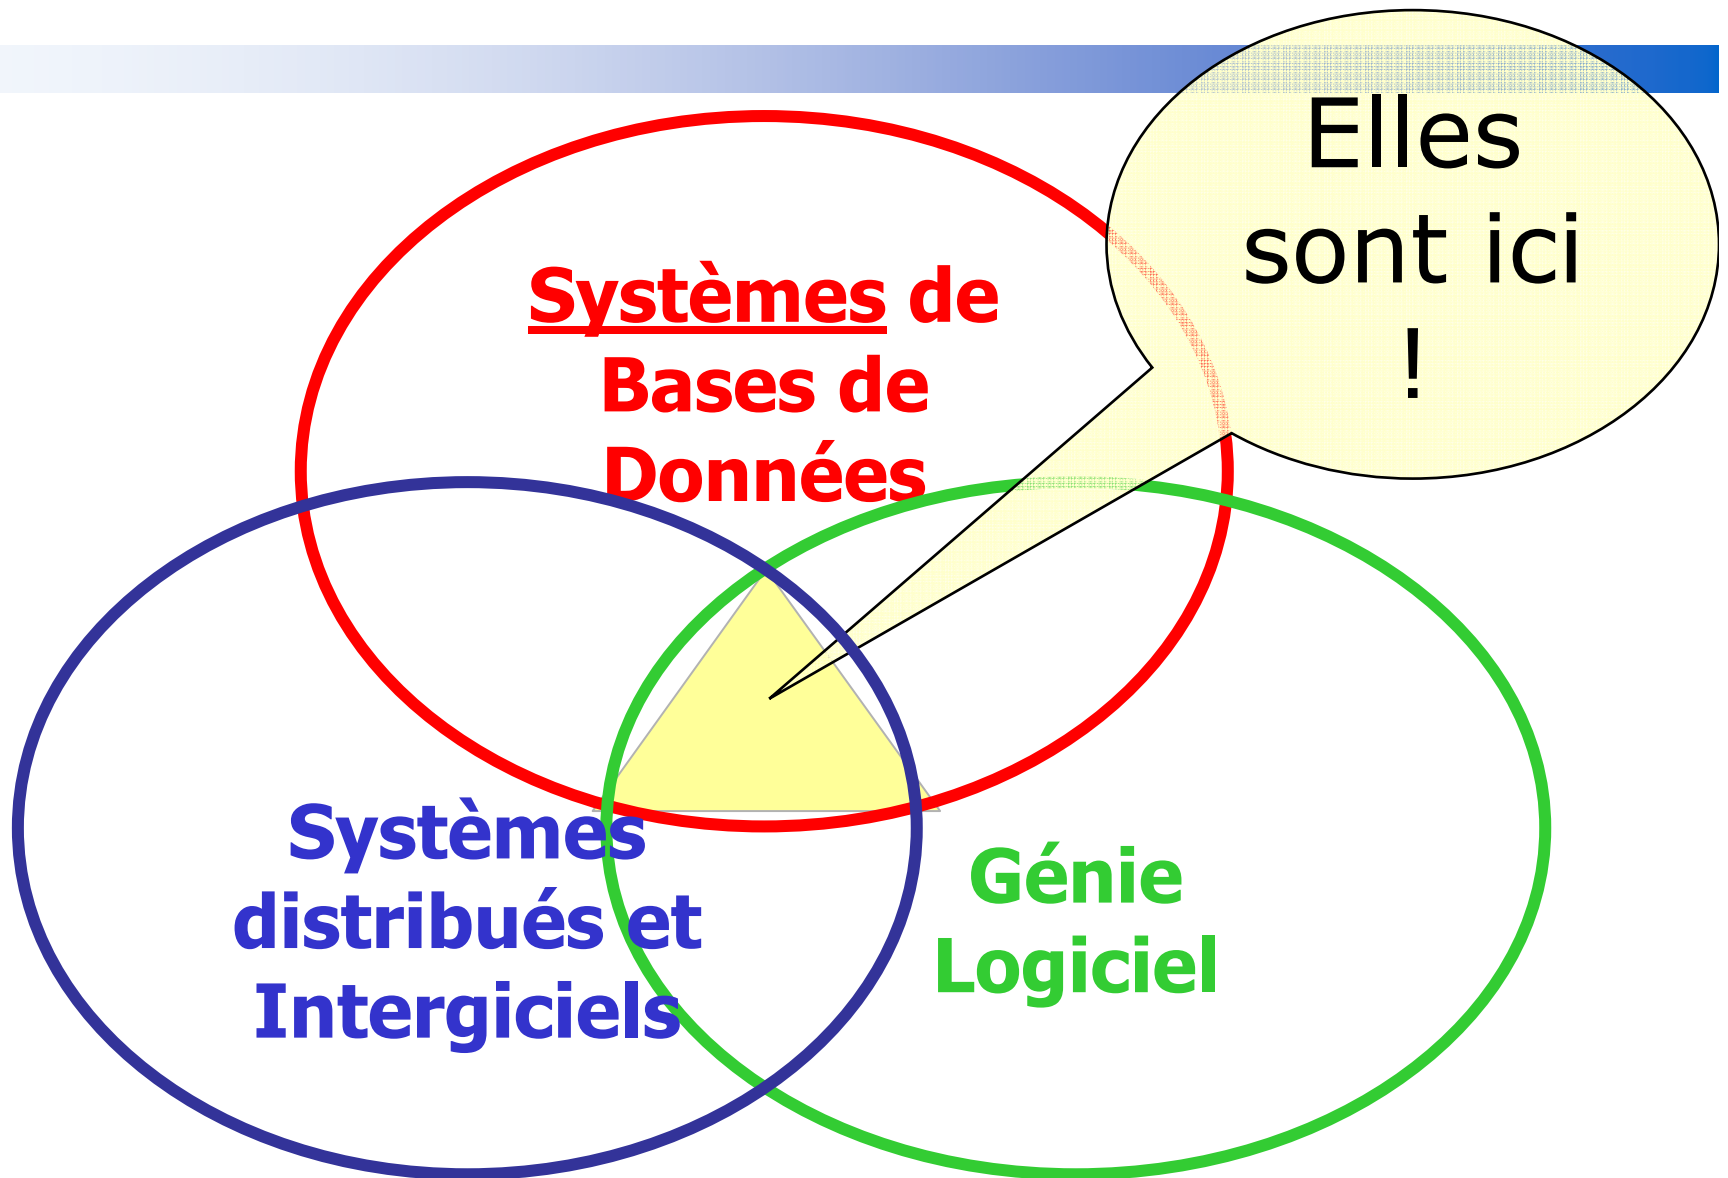 Elles
sont ici
!
Systèmes de
Bases de
Données
Systèmes
distribués et
Intergiciels
Génie
Logiciel